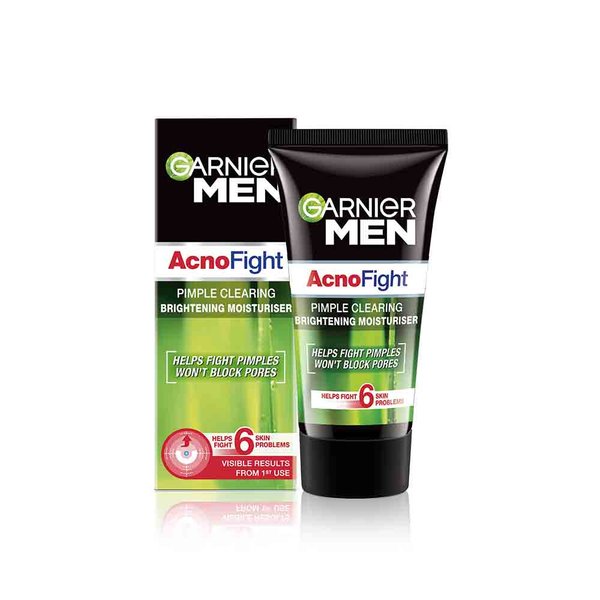 GARNIER
MEN
AcnoFight
PIMPLE CLEARING
BRIGHTENING MOISTURISER
HELPS FIGHT PIMPLES
WON'T BLOCK PORES
HELPS FIGHT 6 SKIN PROBLEMS
VISIBLE RESULTS
FROM 1ST USE
GARNIER
MEN
AcnoFight
PIMPLE CLEARING
BRIGHTENING MOISTURISER
HELPS FIGHT PIMPLES
WON'T BLOCK PORES
HELPS FIGHT 6 SKIN PROBLEMS